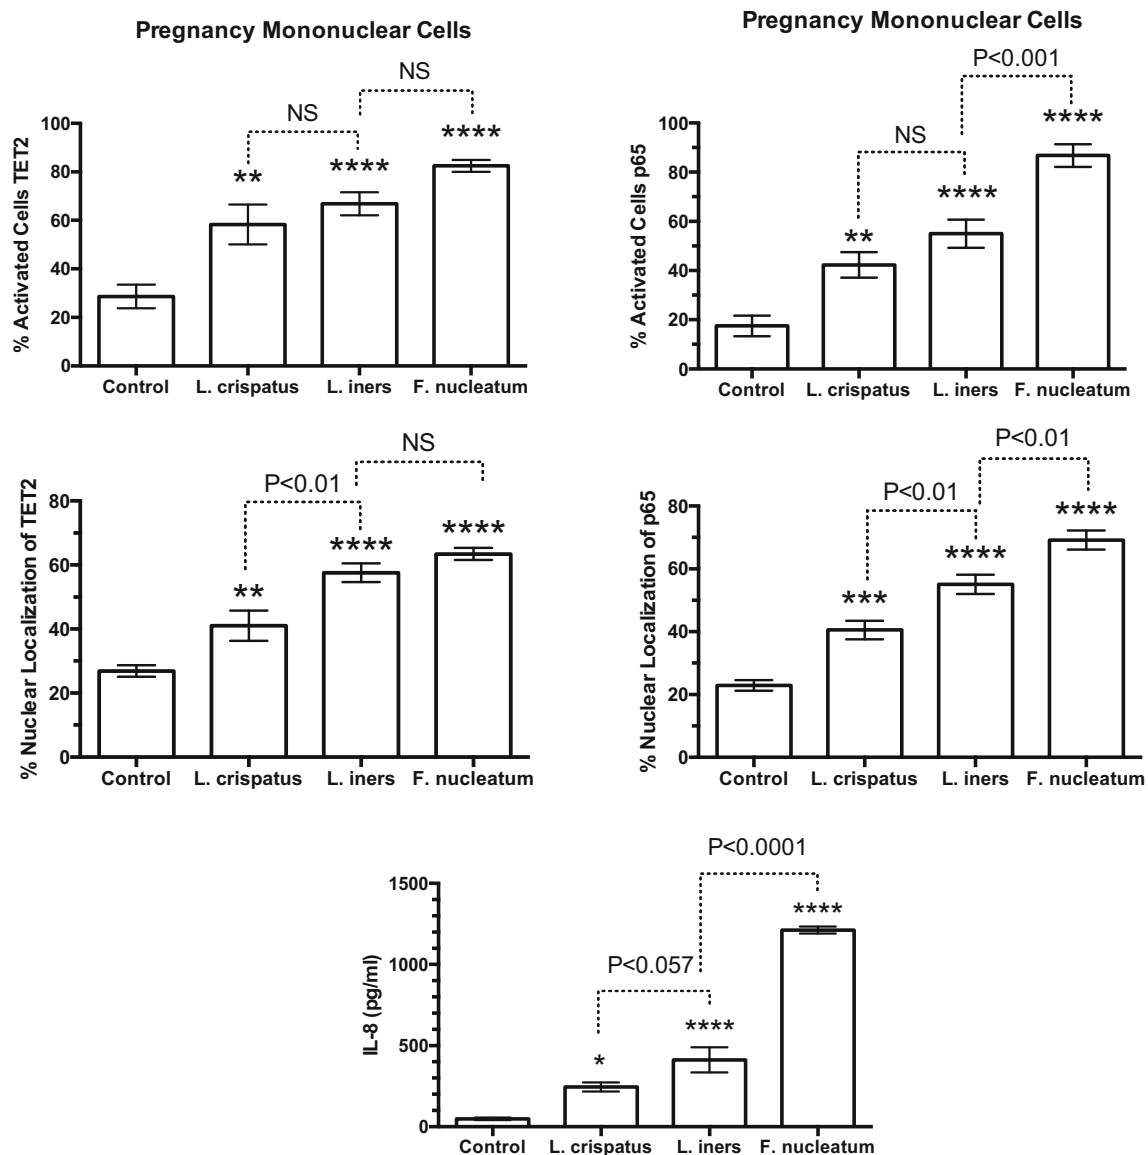 Pregnancy Mononuclear Cells
NS
NS
% Activated Cells TET2
100
80
60
40
20
0
**
****
****
Control
L. crispatus
L. iners
F. nucleatum
Pregnancy Mononuclear Cells
P<0.001
NS
% Activated Cells p65
100
80
60
40
20
0
**
****
****
Control
L. crispatus
L. iners
F. nucleatum
NS
P<0.01
% Nuclear Localization of TET2
80
60
40
20
0
**
****
****
Control
L. crispatus
L. iners
F. nucleatum
P<0.01
P<0.01
% Nuclear Localization of p65
80
60
40
20
0
***
****
****
Control
L. crispatus
L. iners
F. nucleatum
P<0.0001
P<0.057
IL-8 (pg/ml)
1500
1000
500
0
*
****
****
Control
L. crispatus
L. iners
F. nucleatum